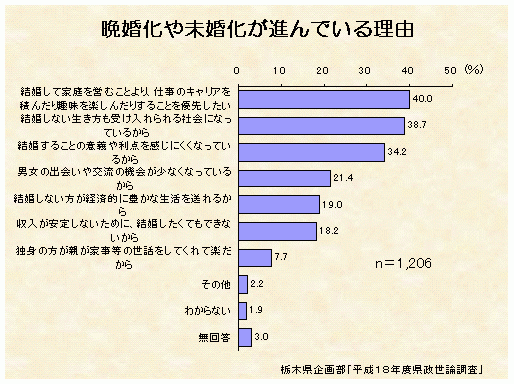 晩婚化や未婚化が進んでいる理由
0 10 20 30 40 50 (%)
結婚して家庭を営むことより、仕事のキャリアを
積んだり趣味を楽しんだりすることを優先したい
40.0
結婚しない生き方も受け入れられる社会になっ
ているから
38.7
結婚することの意義や利点を感じにくくなってい
るから
34.2
男女の出会いや交流の機会が少なくなっている
から
21.4
結婚しない方が経済的に豊かな生活を送れるか
ら
19.0
収入が安定しないために、結婚したくてもできな
いから
18.2
独身の方が親が家事等の世話をしてくれて楽だ
から
7.7
n=1,206
その他
2.2
わからない
1.9
無回答
3.0
栃木県企画部「平成18年度県政世論調査」